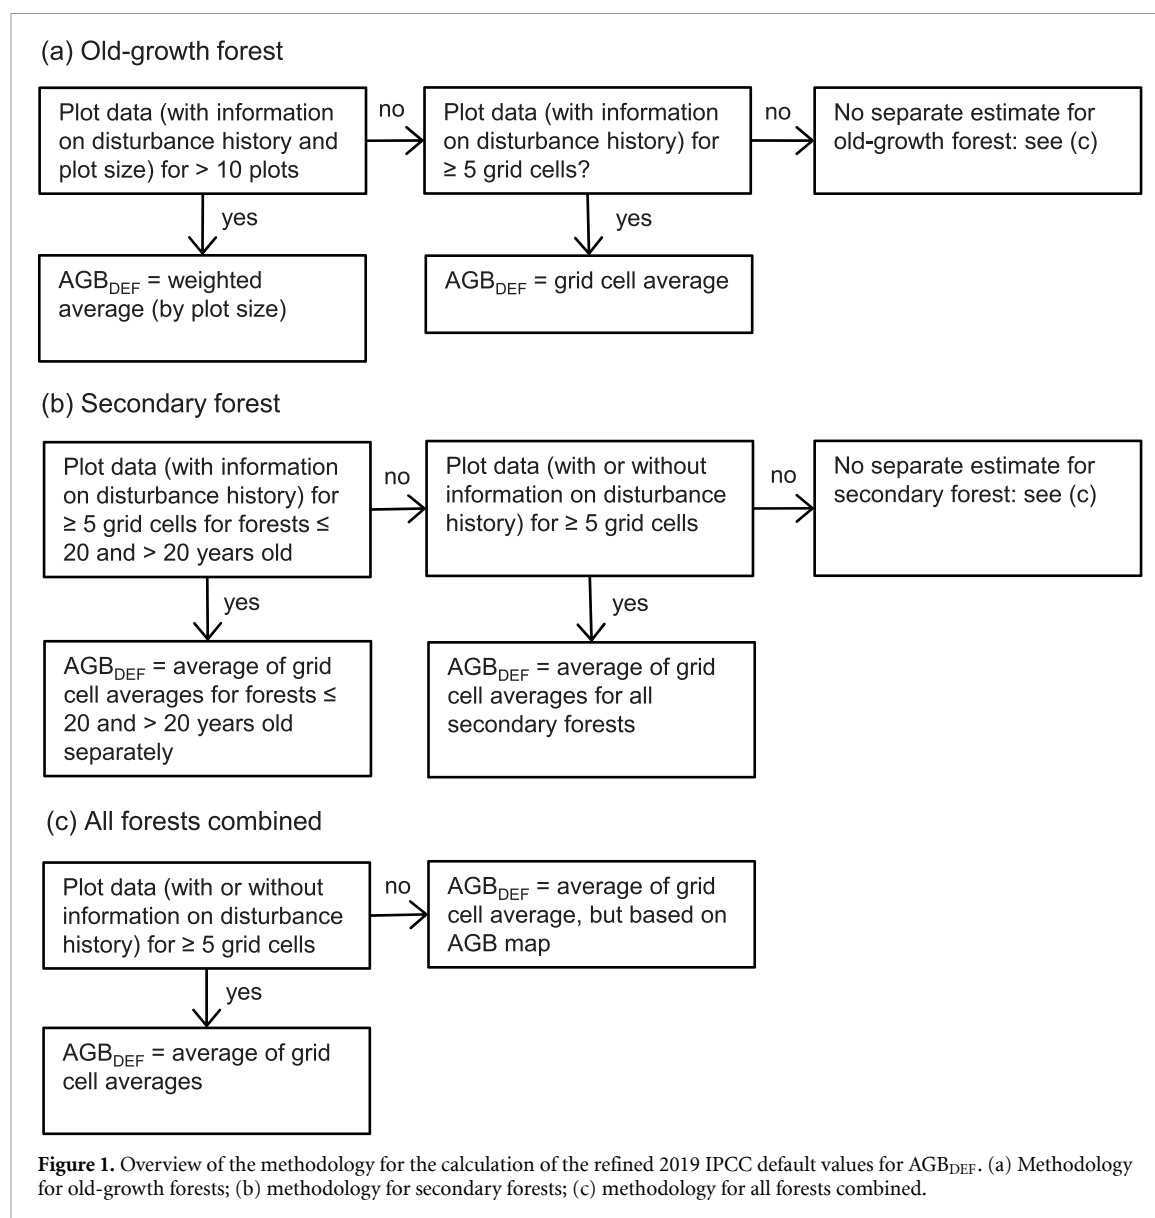 (a) Old-growth forest
Plot data (with information
on disturbance history and
plot size) for > 10 plots
no
Plot data (with information
on disturbance history) for
≥ 5 grid cells?
no
No separate estimate for
old-growth forest: see (c)
yes
yes
AGBDEF = weighted
average (by plot size)
AGBDEF = grid cell average
(b) Secondary forest
Plot data (with information
on disturbance history) for
≥ 5 grid cells for forests ≤
20 and > 20 years old
no
Plot data (with or without
information on disturbance
history) for ≥ 5 grid cells
no
No separate estimate for
secondary forest: see (c)
yes
yes
AGBDEF = average of grid
cell averages for forests ≤
20 and > 20 years old
separately
AGBDEF = average of grid
cell averages for all
secondary forests
(c) All forests combined
Plot data (with or without
information on disturbance
history) for ≥ 5 grid cells
no
AGBDEF = average of grid
cell average, but based on
AGB map
yes
AGBDEF = average of grid
cell averages
Figure 1. Overview of the methodology for the calculation of the refined 2019 IPCC default values for AGBDEF. (a) Methodology
for old-growth forests; (b) methodology for secondary forests; (c) methodology for all forests combined.